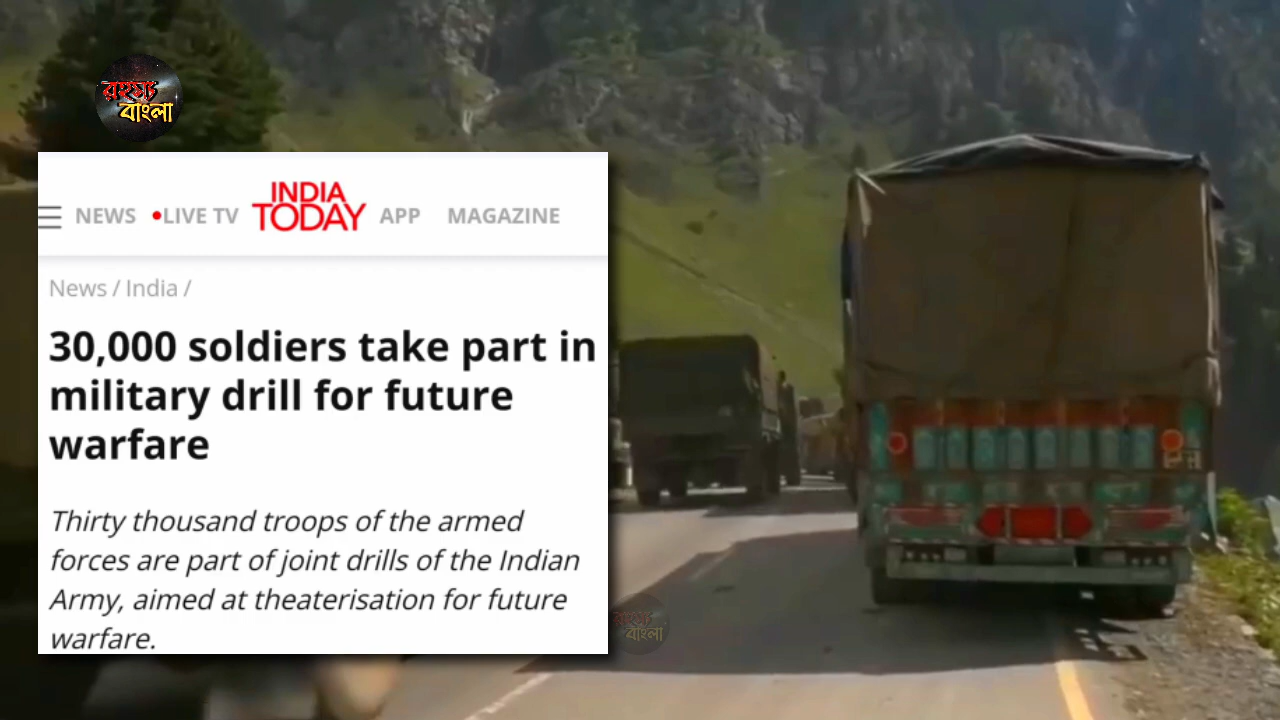 রহস্য
বাংলা
NEWS
LIVE TV
INDIA
TODAY
APP
MAGAZINE
News / India /
30,000 soldiers take part in
military drill for future
warfare
Thirty thousand troops of the armed
forces are part of joint drills of the Indian
Army, aimed at theaterisation for future
warfare.
রহস্য
বাংলা